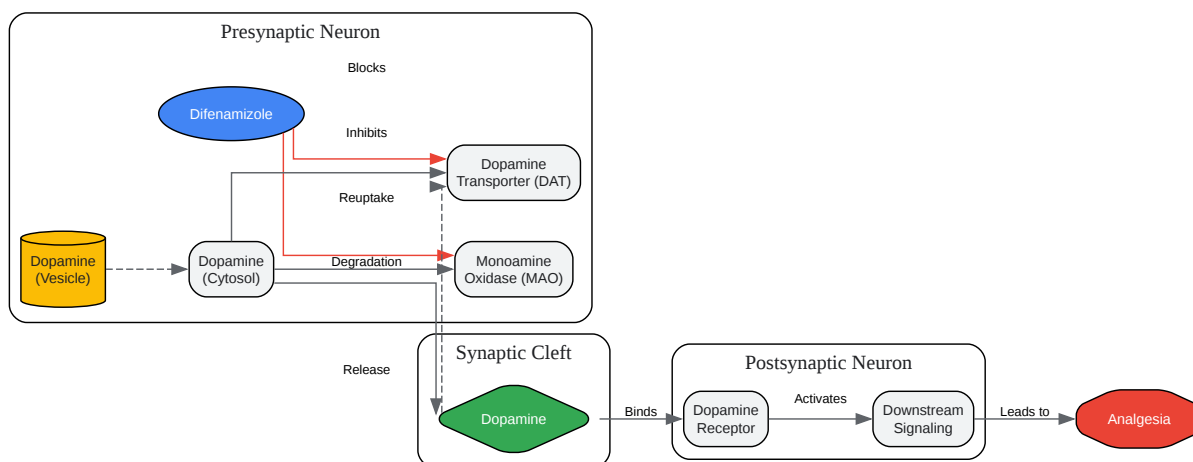 Presynaptic Neuron
Blocks
Difenamizole
Inhibits
Dopamine
Transporter (DAT)
Reuptake
Dopamine
(Vesicle)
Dopamine
(Cytosol)
Degradation
Monoamine
Oxidase (MAO)
Release
Synaptic Cleft
Dopamine
Binds
Postsynaptic Neuron
Dopamine
Receptor
Activates
Downstream
Signaling
Leads to
Analgesia